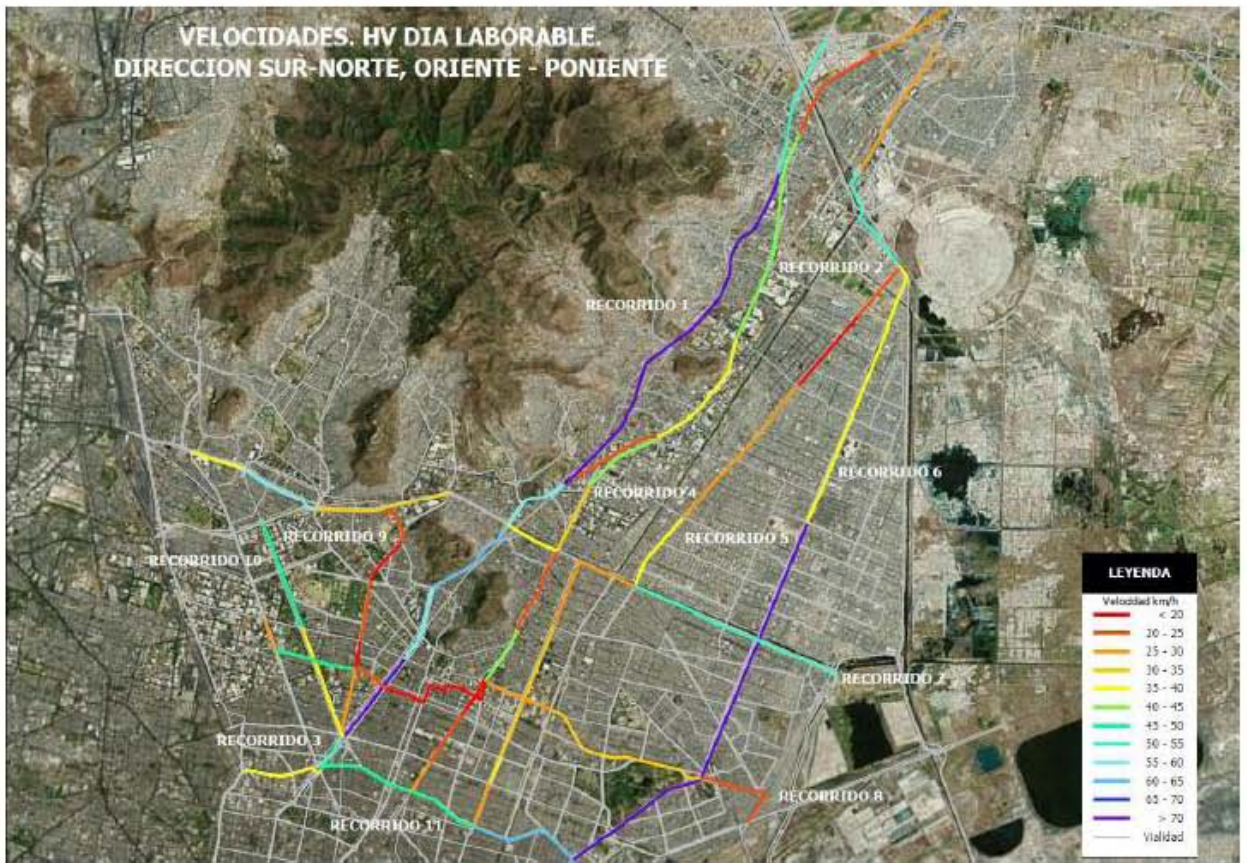 VELOCIDADES. HV DIA LABORABLE.
DIRECCION SUR-NORTE, ORIENTE - PONIENTE
RECORRIDO 2
RECORRIDO 1
RECORRIDO 6
RECORRIDO 4
RECORRIDO 5
RECORRIDO 9
RECORRIDO 10
RECORRIDO 7
RECORRIDO 3
RECORRIDO 8
RECORRIDO 11
LEYENDA
Velocidad km/h
< 20
20 - 25
25 - 30
30 - 35
35 - 40
40 - 45
45 - 50
50 - 55
55 - 60
60 - 65
65 - 70
> 70
Vialidad